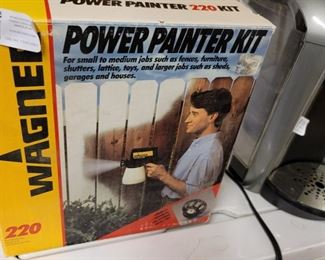 POWER PAINTER 220 KIT
POWER PAINTER KIT
For small to medium jobs such as fences, furniture,
shutters, lattice, toys, and larger jobs such as sheds,
garages and houses.
WAGNER
220